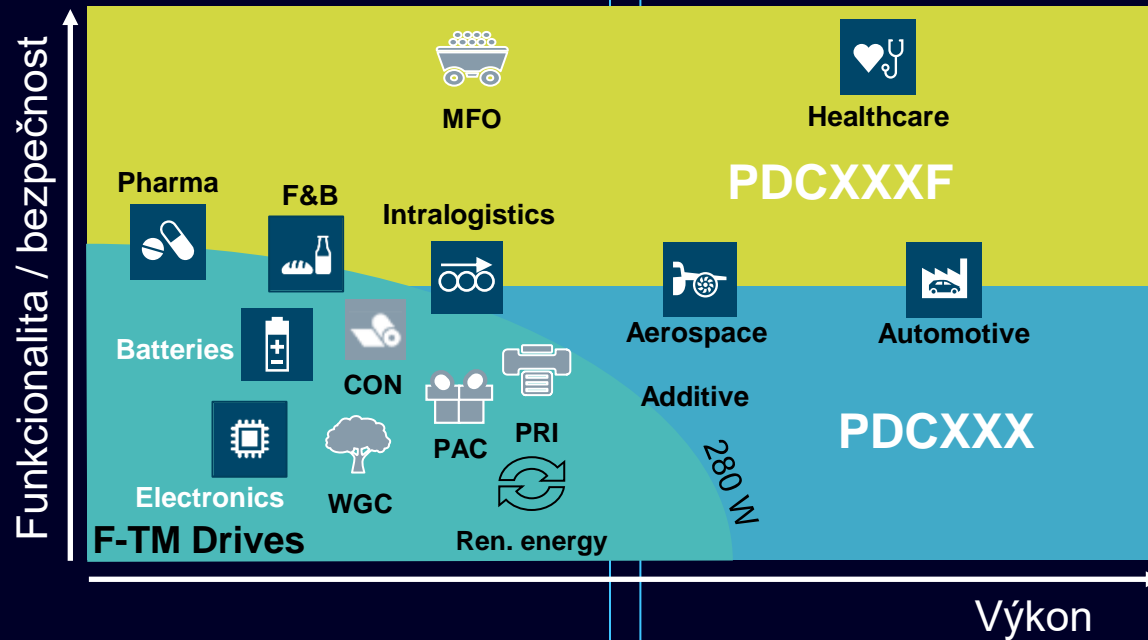 Funkcionalita / bezpečnost
MFO
Healthcare
PDCXXXF
Pharma
F&B
Intralogistics
Batteries
CON
Aerospace
Automotive
Additive
PDCXXX
PAC
PRI
280 W
Electronics
WGC
F-TM Drives
Ren. energy
Výkon